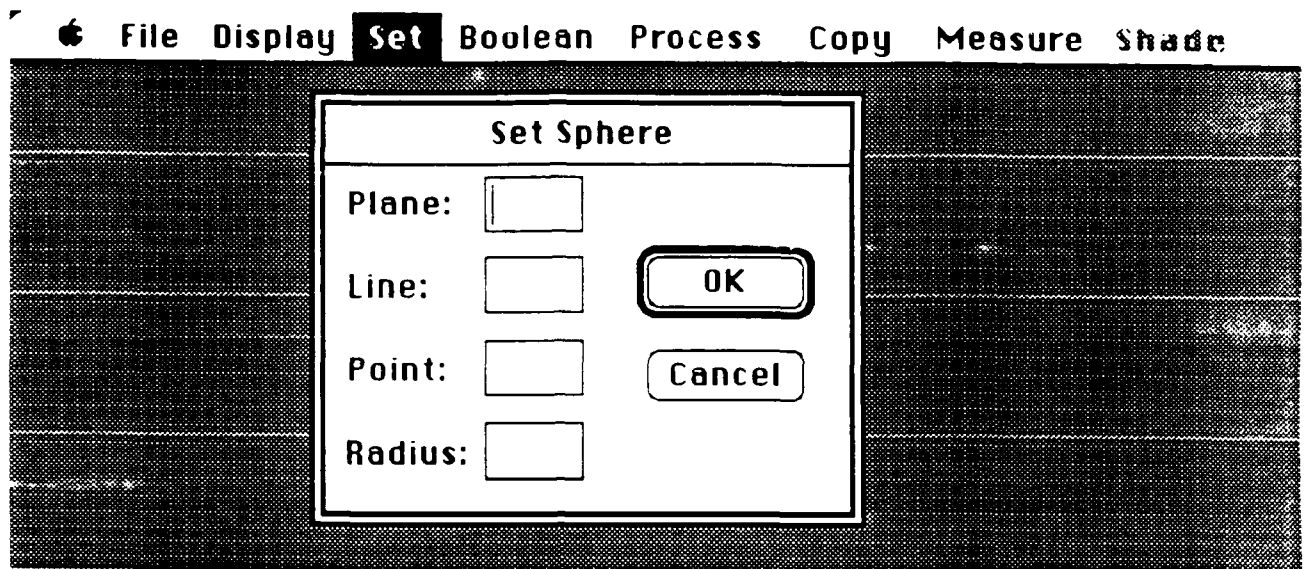 File Display Set Boolean Process Copy Measure Shade
Set Sphere
Plane:
Line:
OK
Point:
Cancel
Radius: